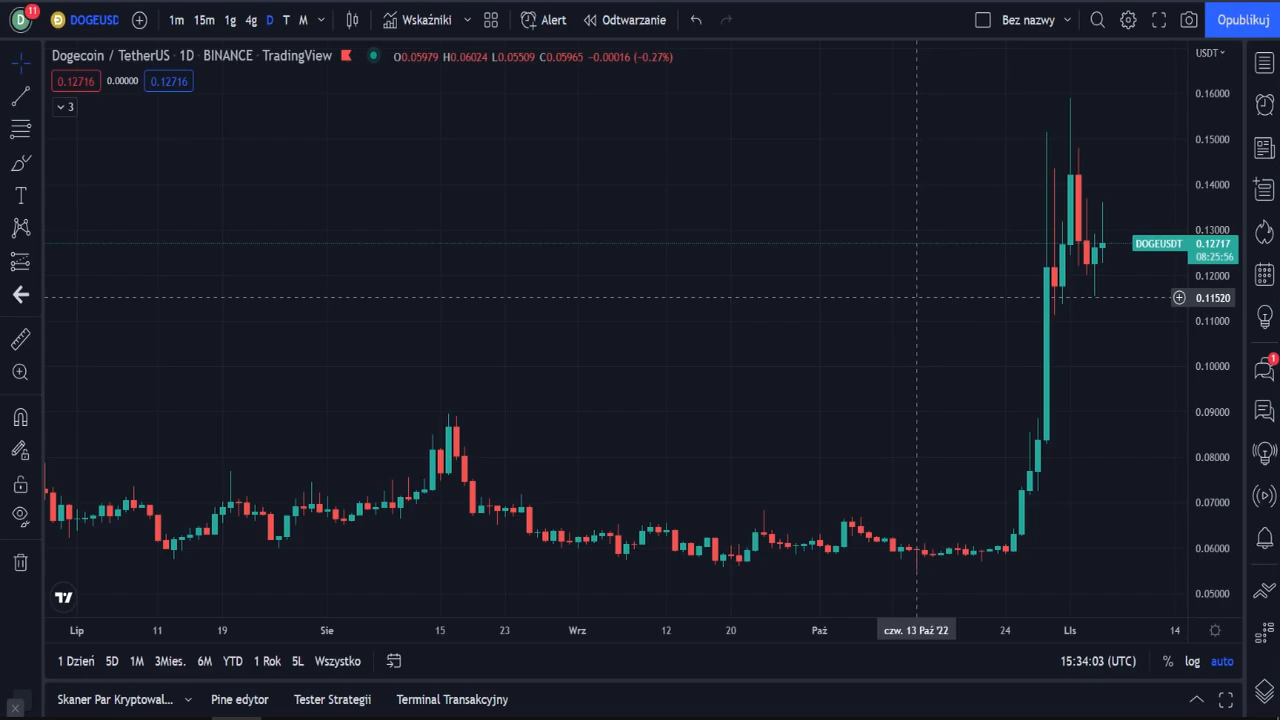 11
D
DOGEUSD
1m 15m 1g 4g D T M
Wskaźniki
Alert
Odtwarzanie
Bez nazwy
Opublikuj
Dogecoin / TetherUS · 1D · BINANCE · TradingView
O0.05979 H0.06024 L0.05509 C0.05965 −0.00016 (−0.27%)
USDT
0.12716 0.00000 0.12716
3
0.16000
0.15000
0.14000
0.13000
DOGEUSDT 0.12717
08:25:56
0.12000
0.11520
0.11000
0.10000
1
0.09000
0.08000
0.07000
0.06000
0.05000
Lip 11 19 Sie 15 23 Wrz 12 20 Paź czw. 13 Paź '22 24 Lis 14
1 Dzień 5D 1M 3Mies. 6M YTD 1 Rok 5L Wszystko
15:34:03 (UTC) % log auto
Skaner Par Kryptowal... Pine edytor Tester Strategii Terminal Transakcyjny